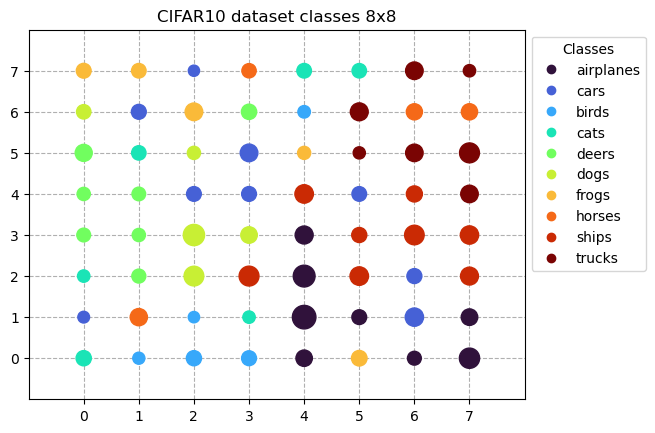 CIFAR10 dataset classes 8x8
7
6
5
4
3
2
1
0
0 1 2 3 4 5 6 7
Classes
airplanes
cars
birds
cats
deers
dogs
frogs
horses
ships
trucks